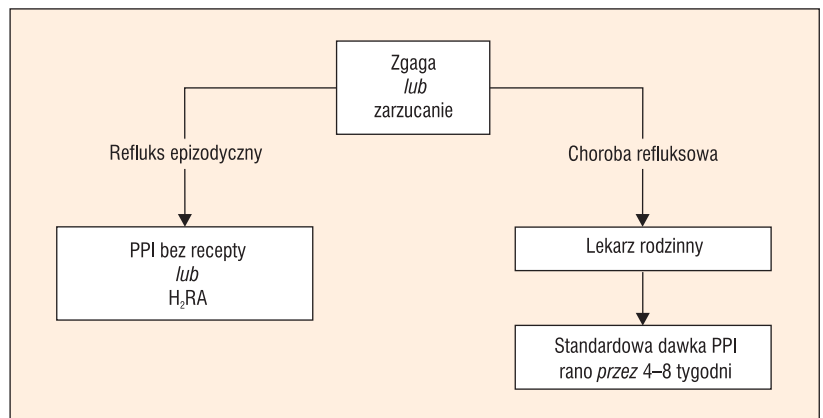 Zgaga
lub
zarzucanie
Refluks epizodyczny
Choroba refluksowa
PPI bez recepty
lub
H₂RA
Lekarz rodzinny
Standardowa dawka PPI
rano przez 4–8 tygodni